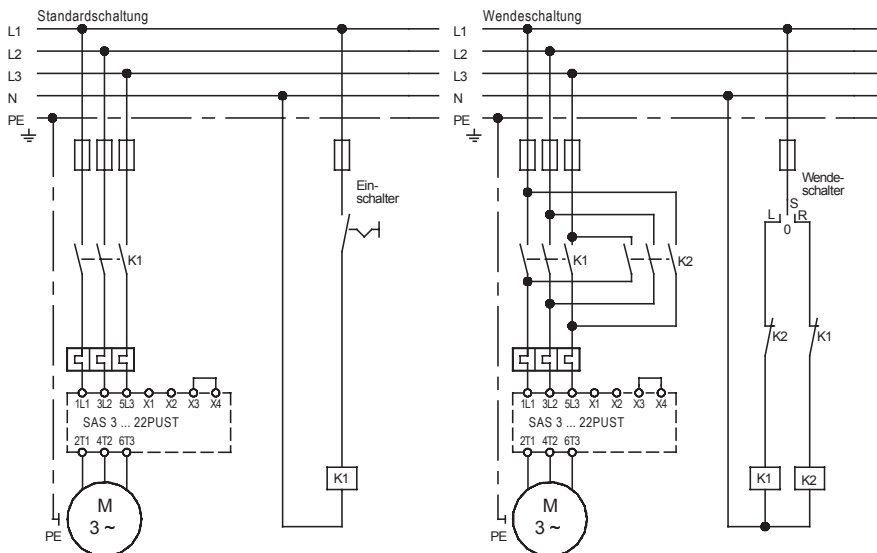 Standardschaltung
L1
L2
L3
N
PE
Ein-
schalter
K1
1L1 3L2 5L3 X1 X2 X3 X4
SAS 3 ... 22PUST
2T1 4T2 6T3
K1
M
3 ~
PE
Wendeschaltung
L1
L2
L3
N
PE
Wende-
schalter
S
L R
0
K1
K2
K2
K1
1L1 3L2 5L3 X1 X2 X3 X4
SAS 3 ... 22PUST
2T1 4T2 6T3
K1
K2
M
3 ~
PE